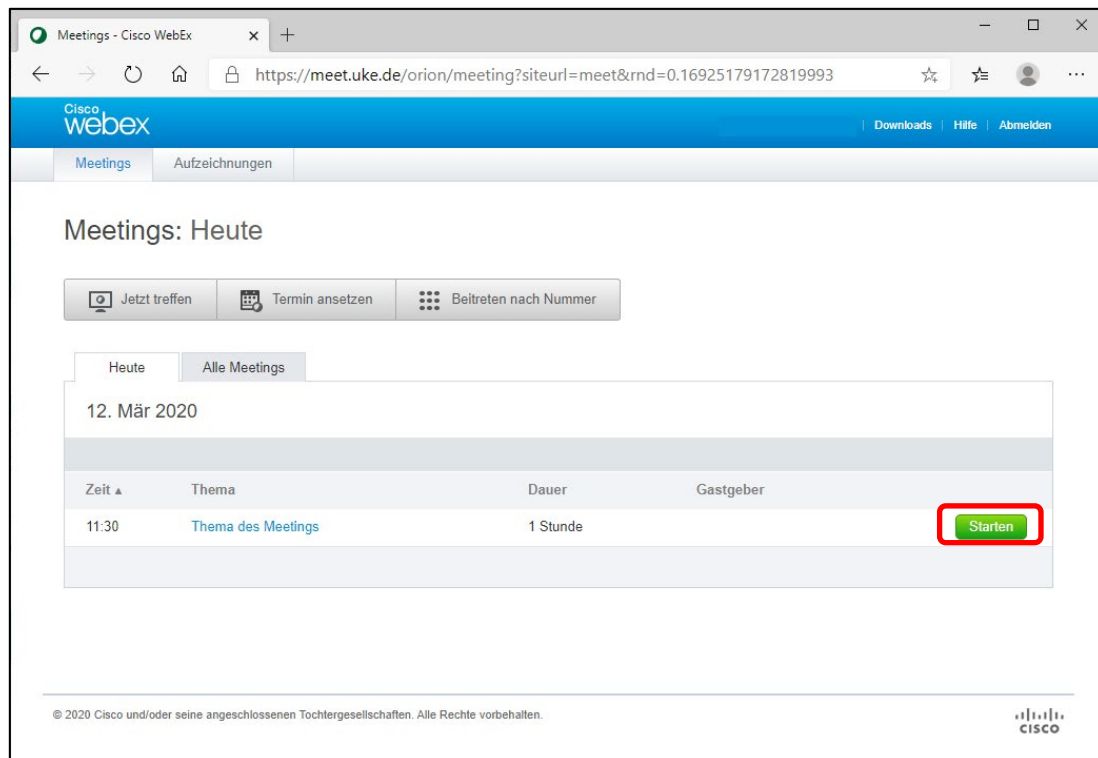 Meetings - Cisco WebEx
https://meet.uke.de/orion/meeting?siteurl=meet&rnd=0.16925179172819993
Cisco webex
Downloads | Hilfe | Abmelden
Meetings Aufzeichnungen
Meetings: Heute
Jetzt treffen Termin ansetzen Beitreten nach Nummer
Heute Alle Meetings
12. Mär 2020
Zeit ▲ Thema Dauer Gastgeber
11:30 Thema des Meetings 1 Stunde Starten
© 2020 Cisco und/oder seine angeschlossenen Tochtergesellschaften. Alle Rechte vorbehalten.
CISCO